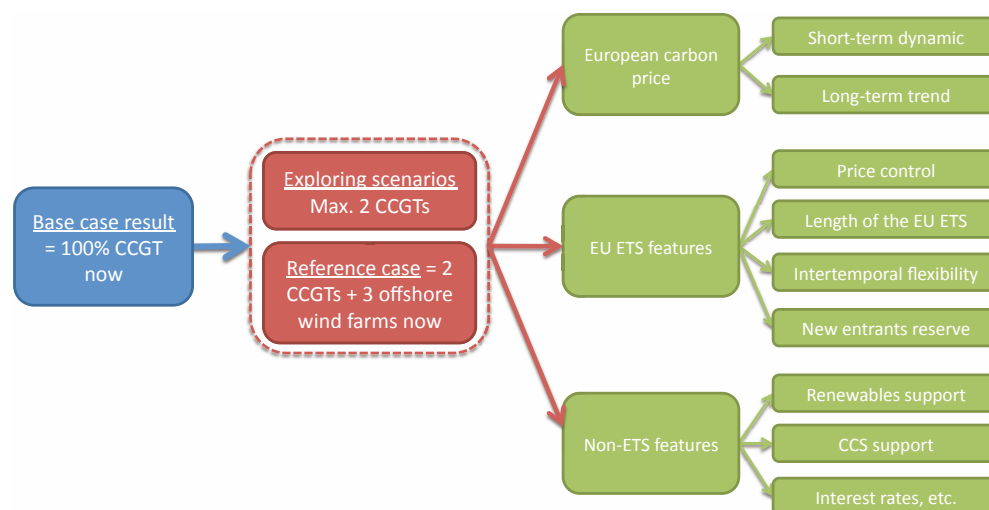 Base case result
= 100% CCGT
now
Exploring scenarios
Max. 2 CCGTs
Reference case = 2
CCGTs + 3 offshore
wind farms now
European carbon
price
Short-term dynamic
Long-term trend
EU ETS features
Price control
Length of the EU ETS
Intertemporal flexibility
New entrants reserve
Non-ETS features
Renewables support
CCS support
Interest rates, etc.